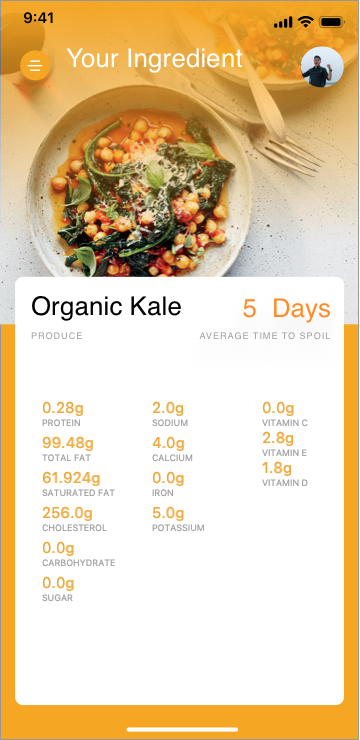 9:41
Your Ingredient
Organic Kale
5 Days
PRODUCE
AVERAGE TIME TO SPOIL
0.28g
PROTEIN
99.48g
TOTAL FAT
61.924g
SATURATED FAT
256.0g
CHOLESTEROL
0.0g
CARBOHYDRATE
0.0g
SUGAR
2.0g
SODIUM
4.0g
CALCIUM
0.0g
IRON
5.0g
POTASSIUM
0.0g
VITAMIN C
2.8g
VITAMIN E
1.8g
VITAMIN D